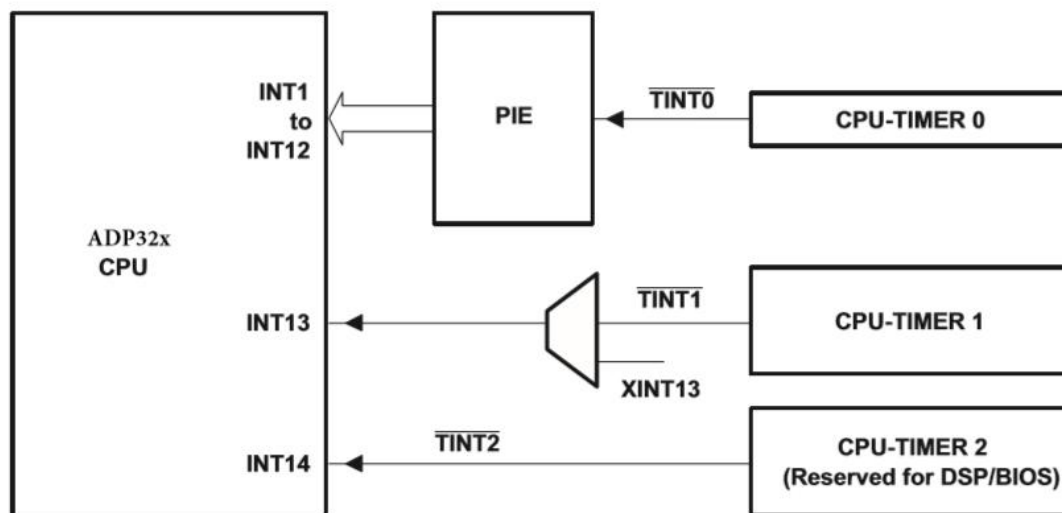 INT1
to
INT12
PIE
TINT0
CPU-TIMER 0
ADP32x
CPU
INT13
TINT1
CPU-TIMER 1
XINT13
INT14
TINT2
CPU-TIMER 2
(Reserved for DSP/BIOS)